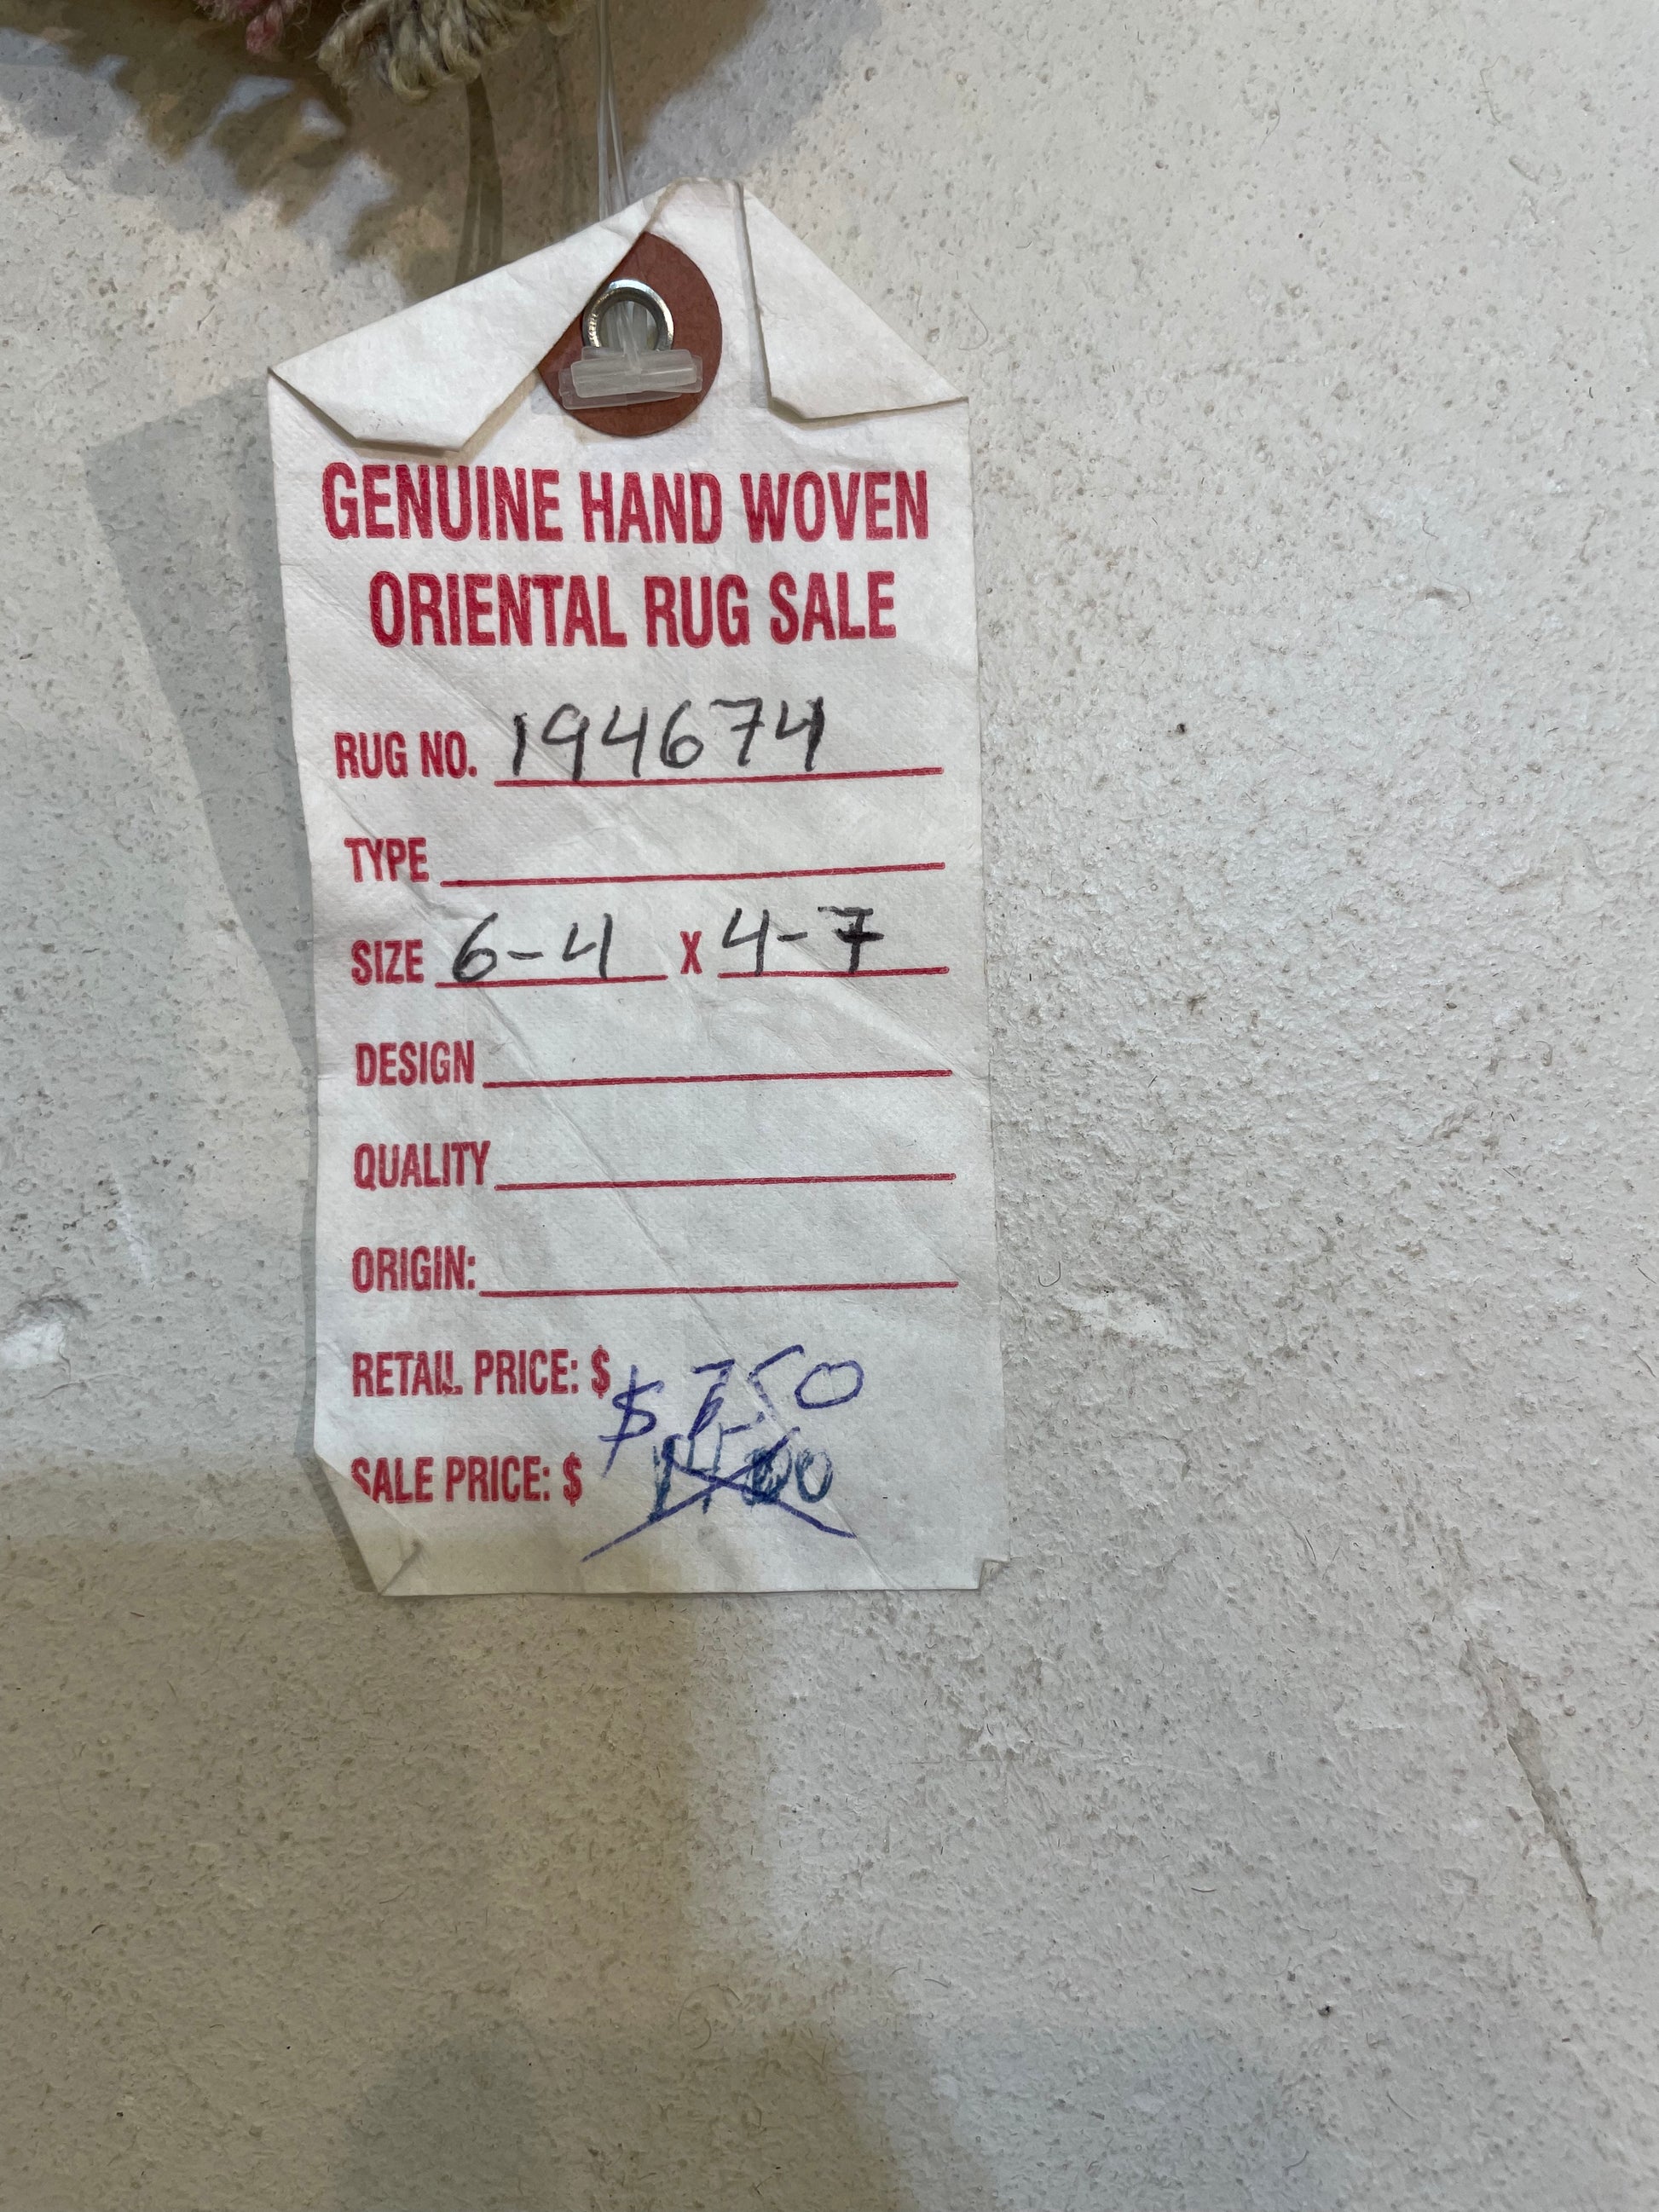 GENUINE HAND WOVEN
ORIENTAL RUG SALE
RUG NO. 194674
TYPE
SIZE 6-4 X 4-7
DESIGN
QUALITY
ORIGIN:
RETAIL PRICE: $
$ 750
SALE PRICE: $